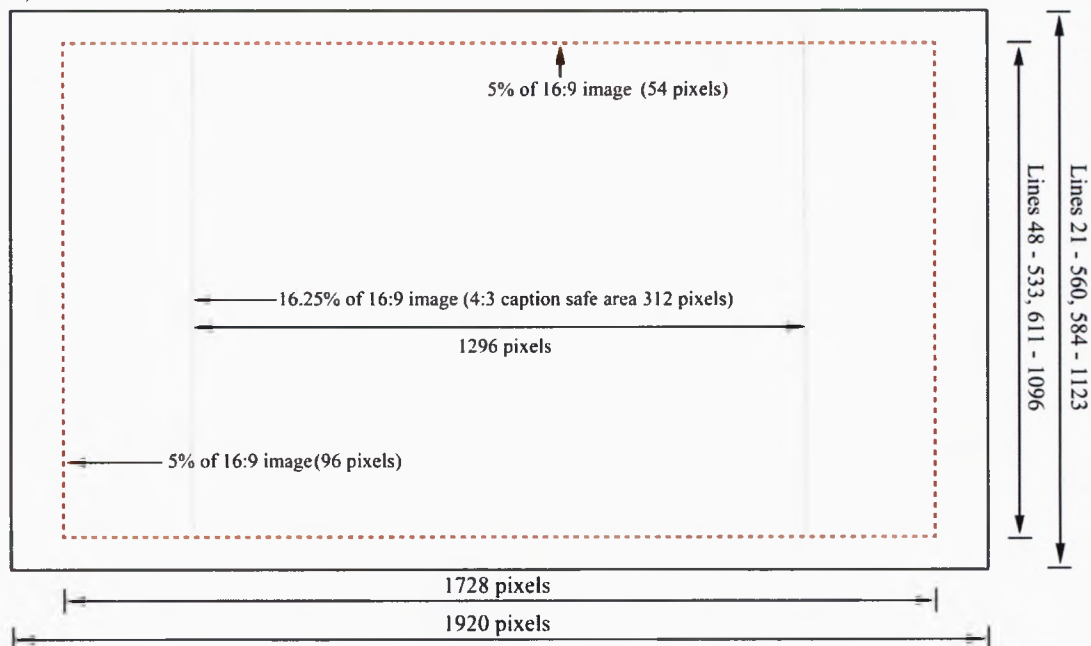 5% of 16:9 image (54 pixels)
16.25% of 16:9 image (4:3 caption safe area 312 pixels)
1296 pixels
5% of 16:9 image (96 pixels)
1728 pixels
1920 pixels
Lines 48 - 533, 611 - 1096
Lines 21 - 560, 584 - 1123